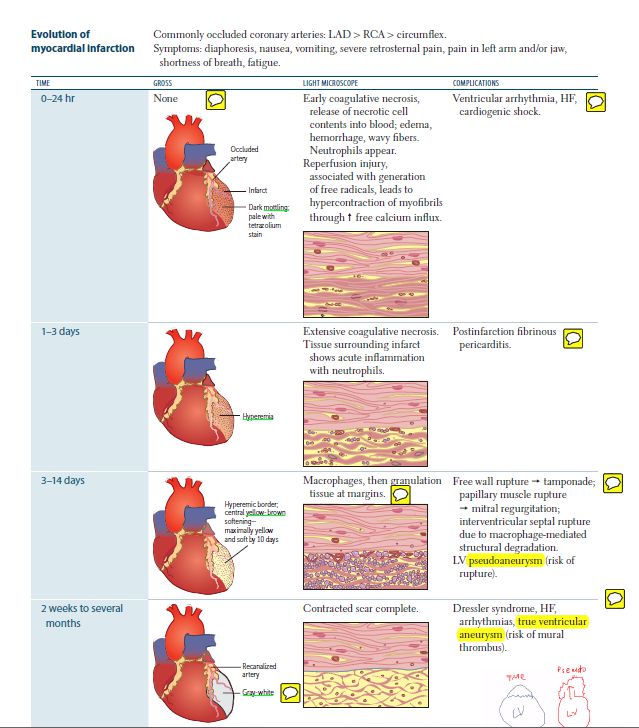 Evolution of
myocardial infarction
Commonly occluded coronary arteries: LAD > RCA > circumflex.
Symptoms: diaphoresis, nausea, vomiting, severe retrosternal pain, pain in left arm and/or jaw,
shortness of breath, fatigue.
TIME GROSS LIGHT MICROSCOPE COMPLICATIONS
0–24 hr
None
Occluded
artery
Infarct
Dark mottling;
pale with
tetrazolium
stain
Early coagulative necrosis,
release of necrotic cell
contents into blood; edema,
hemorrhage, wavy fibers.
Neutrophils appear.
Reperfusion injury,
associated with generation
of free radicals, leads to
hypercontraction of myofibrils
through ↑ free calcium influx.
Ventricular arrhythmia, HF,
cardiogenic shock.
1–3 days
Hyperemia
Extensive coagulative necrosis.
Tissue surrounding infarct
shows acute inflammation
with neutrophils.
Postinfarction fibrinous
pericarditis.
3–14 days
Hyperemic border;
central yellow-brown
softening—
maximally yellow
and soft by 10 days
Macrophages, then granulation
tissue at margins.
Free wall rupture → tamponade;
papillary muscle rupture
→ mitral regurgitation;
interventricular septal rupture
due to macrophage-mediated
structural degradation.
LV pseudoaneurysm (risk of
rupture).
2 weeks to several
months
Recanalized
artery
Gray-white
Contracted scar complete.
Dressler syndrome, HF,
arrhythmias, true ventricular
aneurysm (risk of mural
thrombus).
TRUE
Pseudo
LV
LV